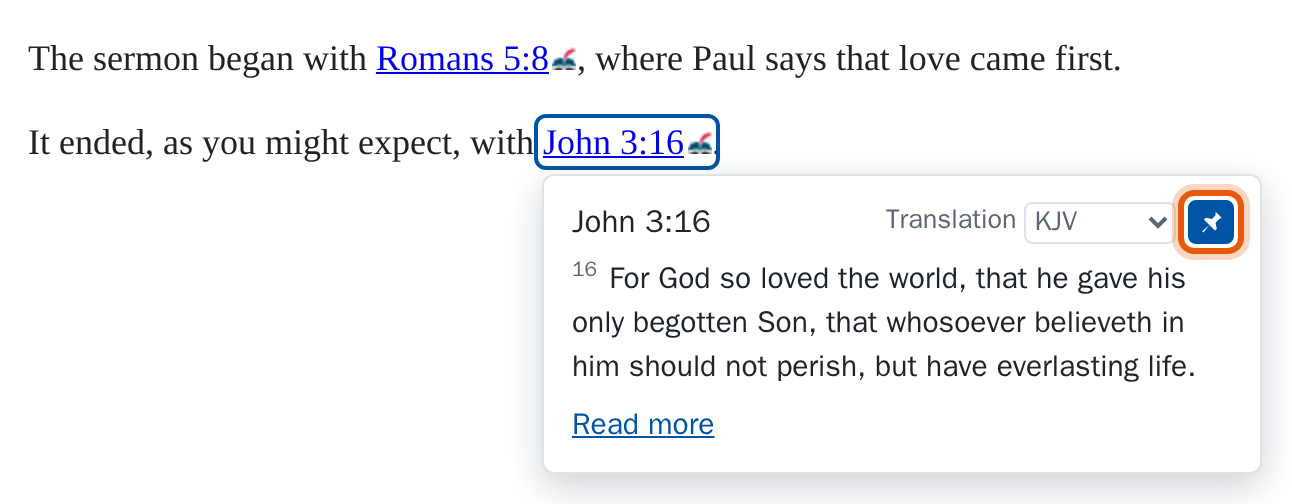 The sermon began with Romans 5:8, where Paul says that love came first.
It ended, as you might expect, with John 3:16.
John 3:16 Translation KJV
16 For God so loved the world, that he gave his
only begotten Son, that whosoever believeth in
him should not perish, but have everlasting life.
Read more